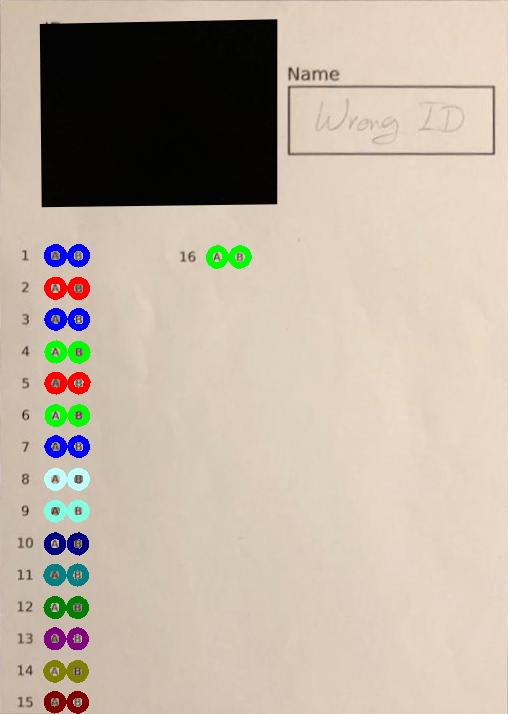 Name
Wrong ID
1 A B
16 A B
2 A B
3 A B
4 A B
5 A B
6 A B
7 A B
8 A B
9 A B
10 A B
11 A B
12 A B
13 A B
14 A B
15 A B